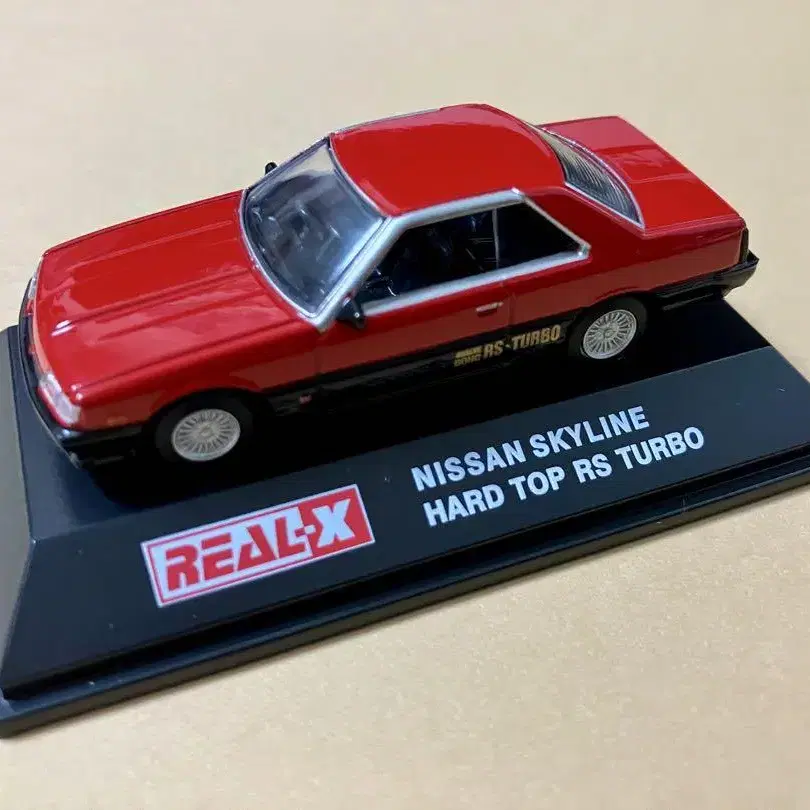 RS-TURBO
NISSAN SKYLINE
HARD TOP RS TURBO
REAL-X